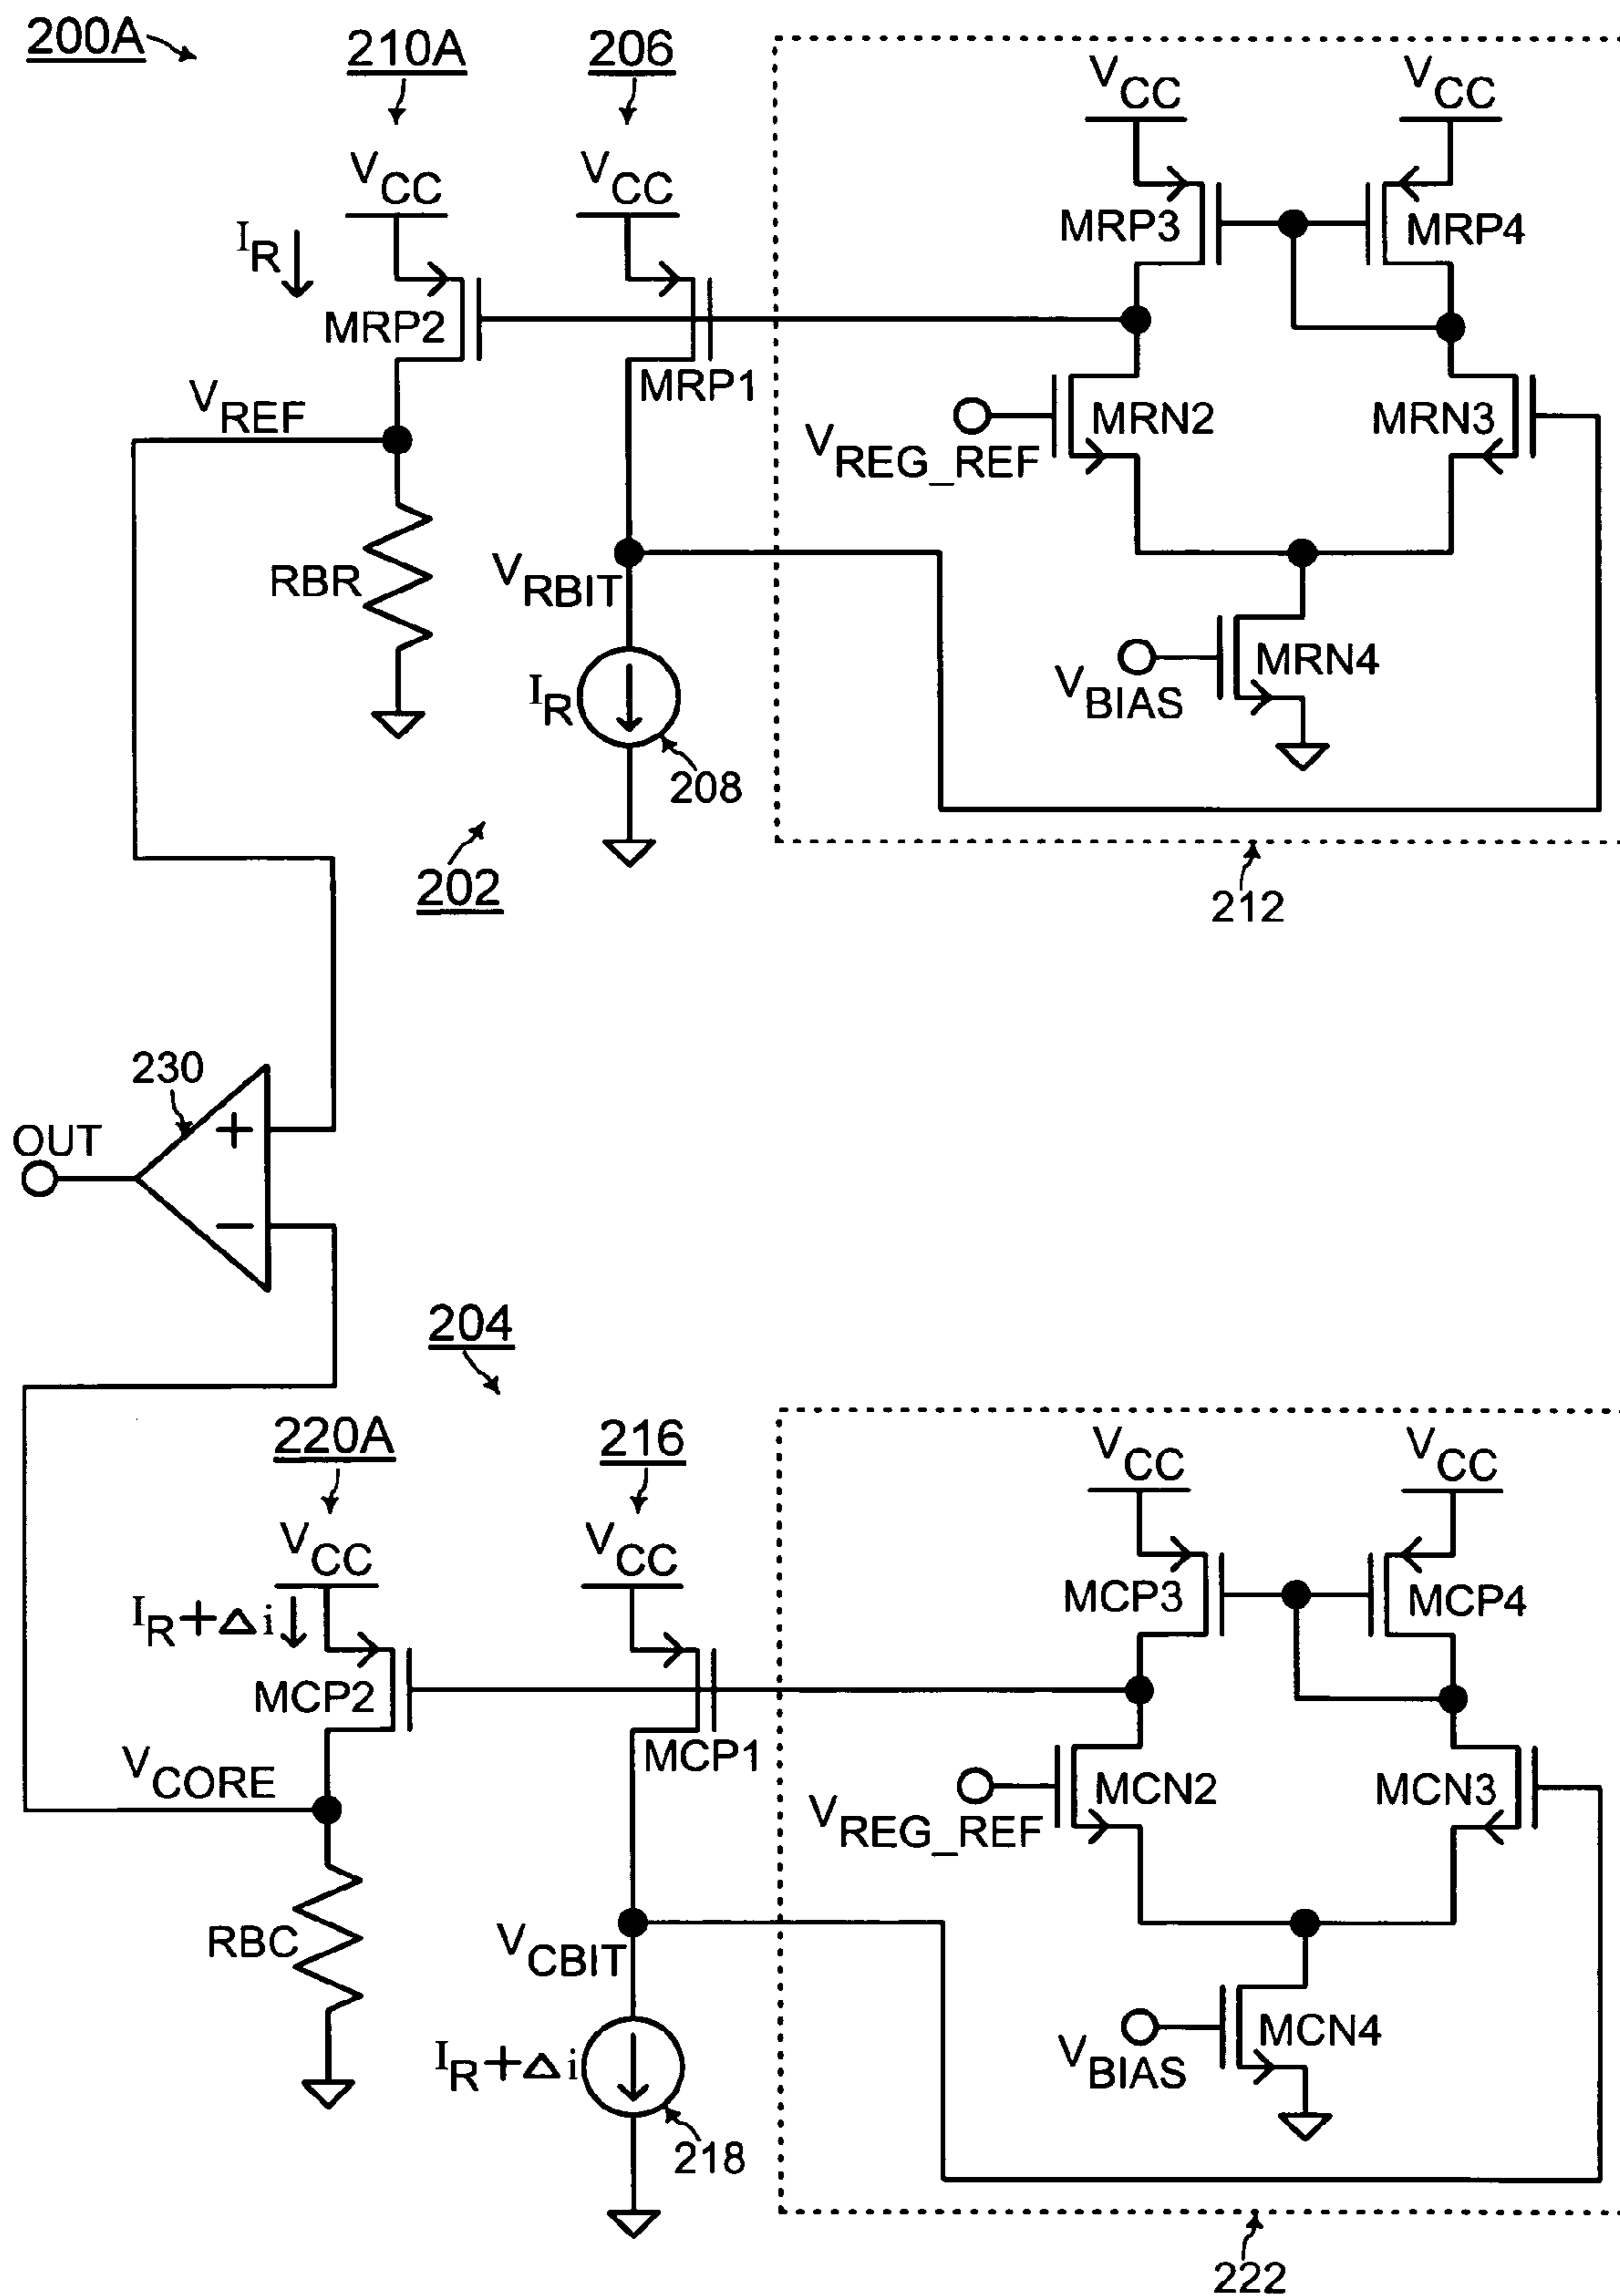 200A
210A
206
VCC
VCC
VCC
VCC
IR
MRP3
MRP4
MRP2
MRP1
VREF
MRN2
MRN3
VREG_REF
RBR
VRBIT
MRN4
VBIAS
IR
208
202
212
230
+
OUT
−
204
220A
216
VCC
VCC
VCC
VCC
IR+Δi
MCP3
MCP4
MCP2
MCP1
VCORE
MCN2
MCN3
VREG_REF
RBC
VCBIT
MCN4
VBIAS
IR+Δi
218
222